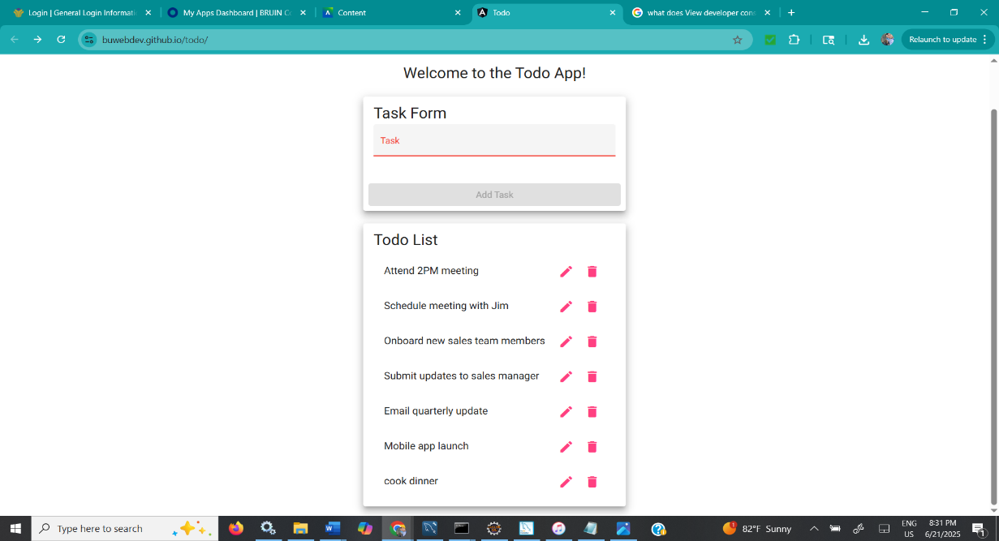 Login | General Login Informati
My Apps Dashboard | BRUIN Co
Content
Todo
what does View developer cons
buwebdev.github.io/todo/
Relaunch to update
Welcome to the Todo App!
Task Form
Task
Add Task
Todo List
Attend 2PM meeting
Schedule meeting with Jim
Onboard new sales team members
Submit updates to sales manager
Email quarterly update
Mobile app launch
cook dinner
Type here to search
82°F Sunny
ENG
US
8:31 PM
6/21/2025
1